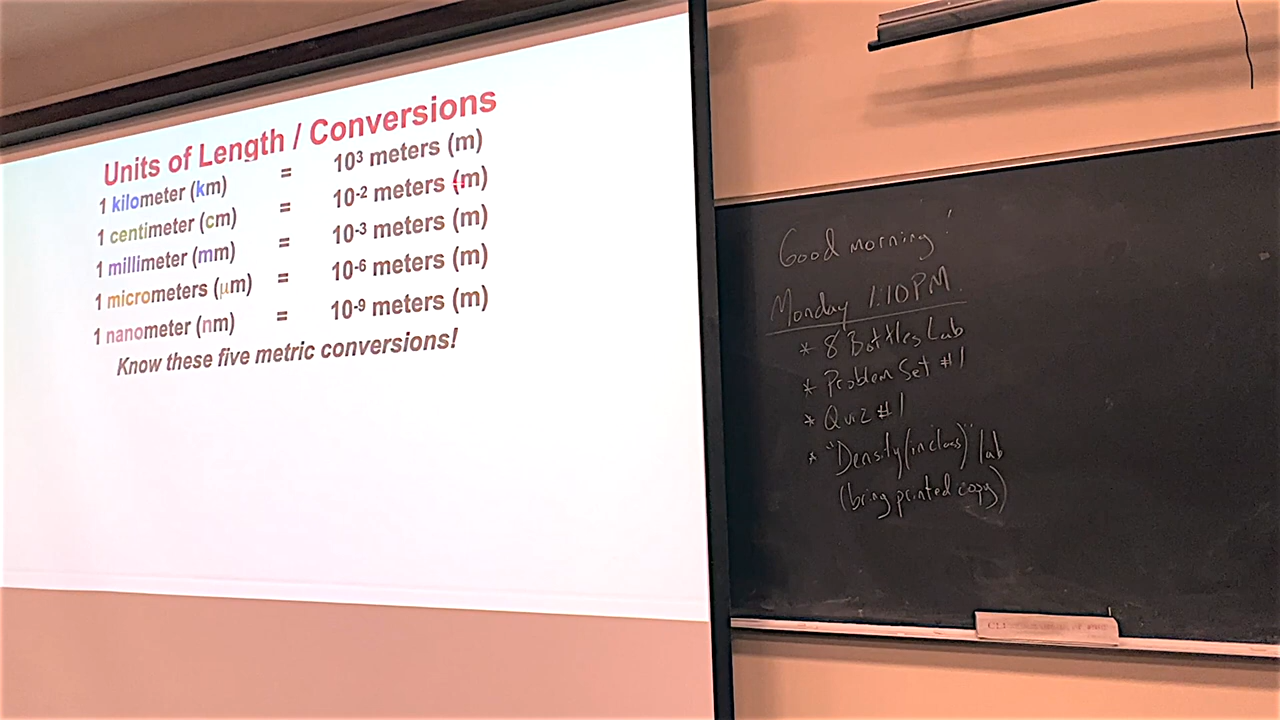 Units of Length / Conversions
1 kilometer (km) = 10³ meters (m)
1 centimeter (cm) = 10⁻² meters (m)
1 millimeter (mm) = 10⁻³ meters (m)
1 micrometers (μm) = 10⁻⁶ meters (m)
1 nanometer (nm) = 10⁻⁹ meters (m)
Know these five metric conversions!
Good morning!
Monday 1:10PM
* 8 Bottles Lab
* Problem Set #1
* Quiz #1
* "Density (in class)" lab
(bring printed copy)